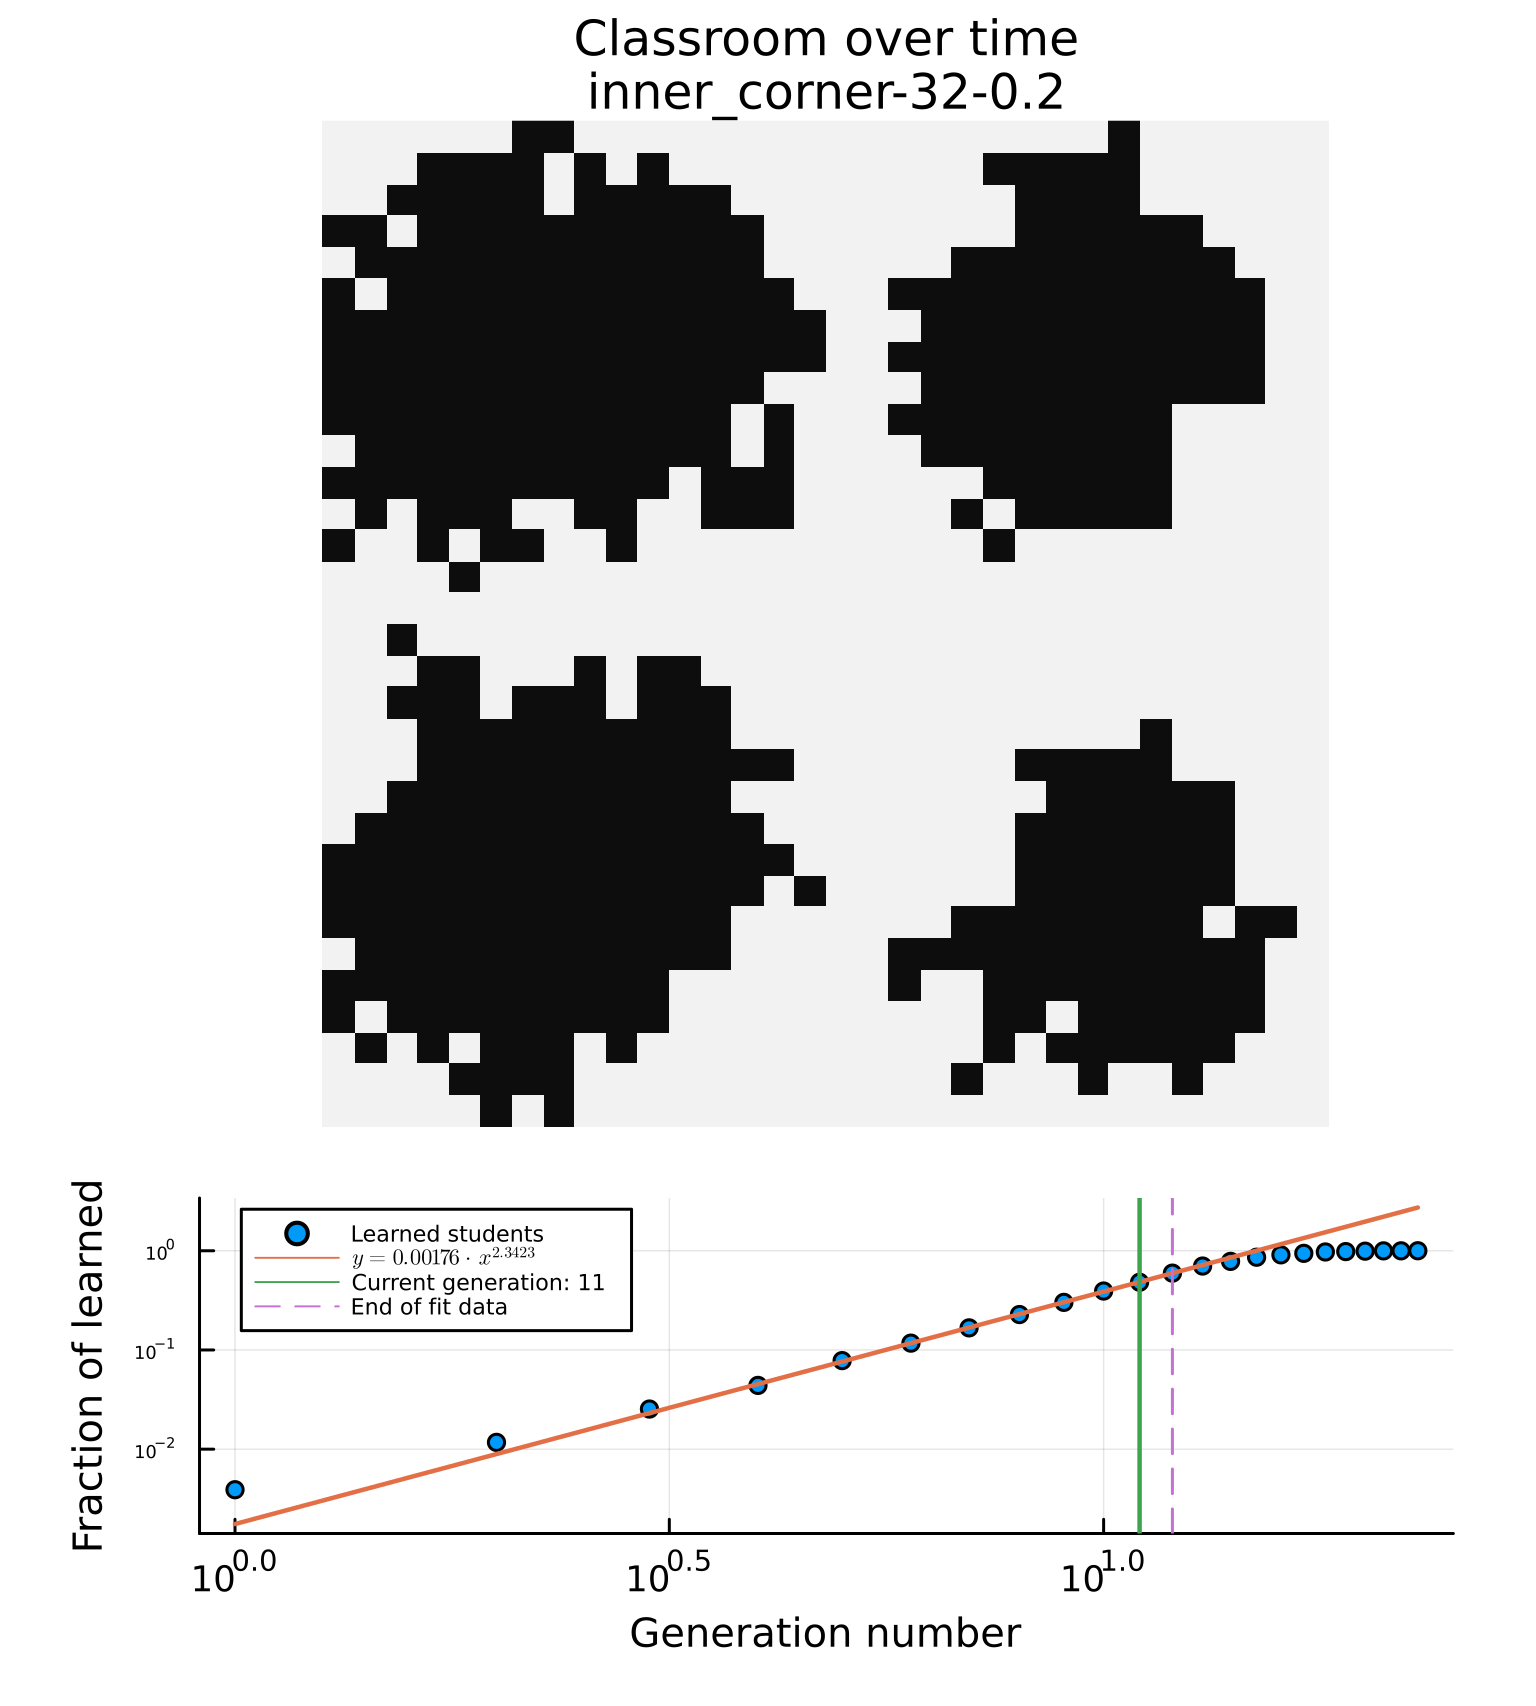 Classroom over time
inner_corner-32-0.2
Fraction of learned
10⁰
10⁻¹
10⁻²
Learned students
y = 0.00176 · x^2.3423
Current generation: 11
End of fit data
10^0.0
10^0.5
10^1.0
Generation number